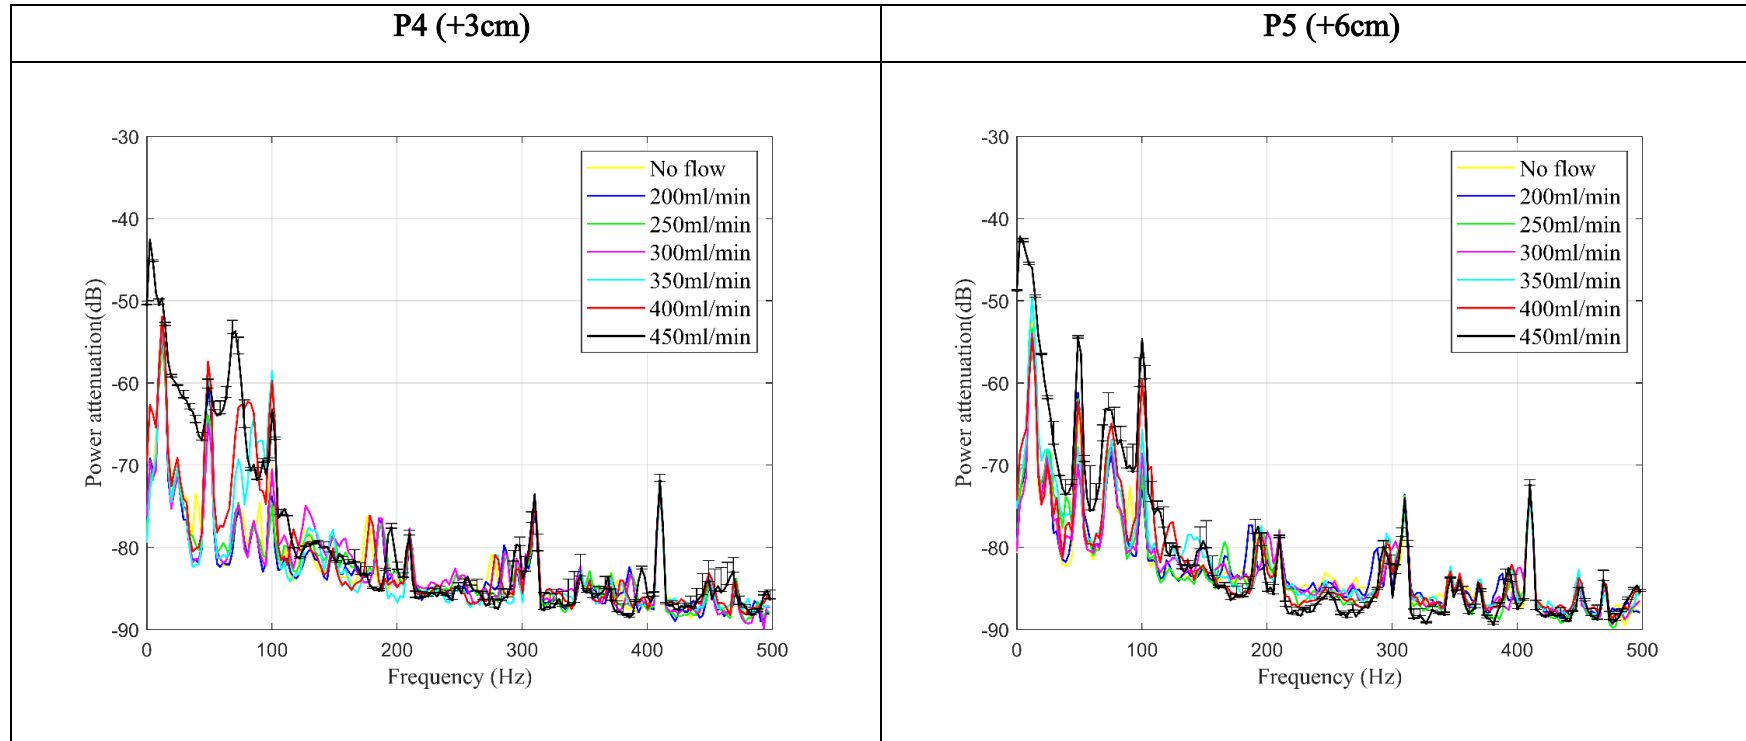 P4 (+3cm)
P5 (+6cm)
-30
-40
-50
-60
-70
-80
-90
0
100
200
300
400
500
Power attenuation(dB)
Frequency (Hz)
No flow
200ml/min
250ml/min
300ml/min
350ml/min
400ml/min
450ml/min
-30
-40
-50
-60
-70
-80
-90
0
100
200
300
400
500
Power attenuation(dB)
Frequency (Hz)
No flow
200ml/min
250ml/min
300ml/min
350ml/min
400ml/min
450ml/min